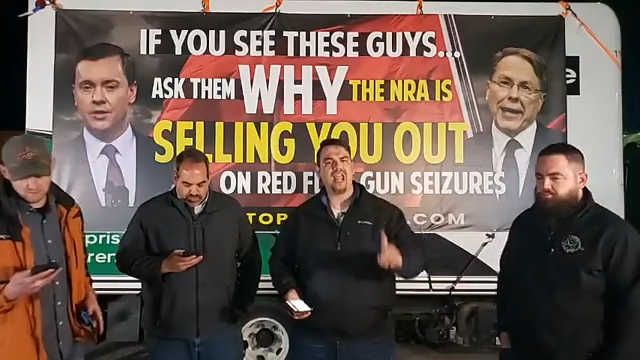 IF YOU SEE THESE GUYS...
ASK THEM WHY THE NRA IS
SELLING YOU OUT
ON RED GUN SEIZURES
.COM